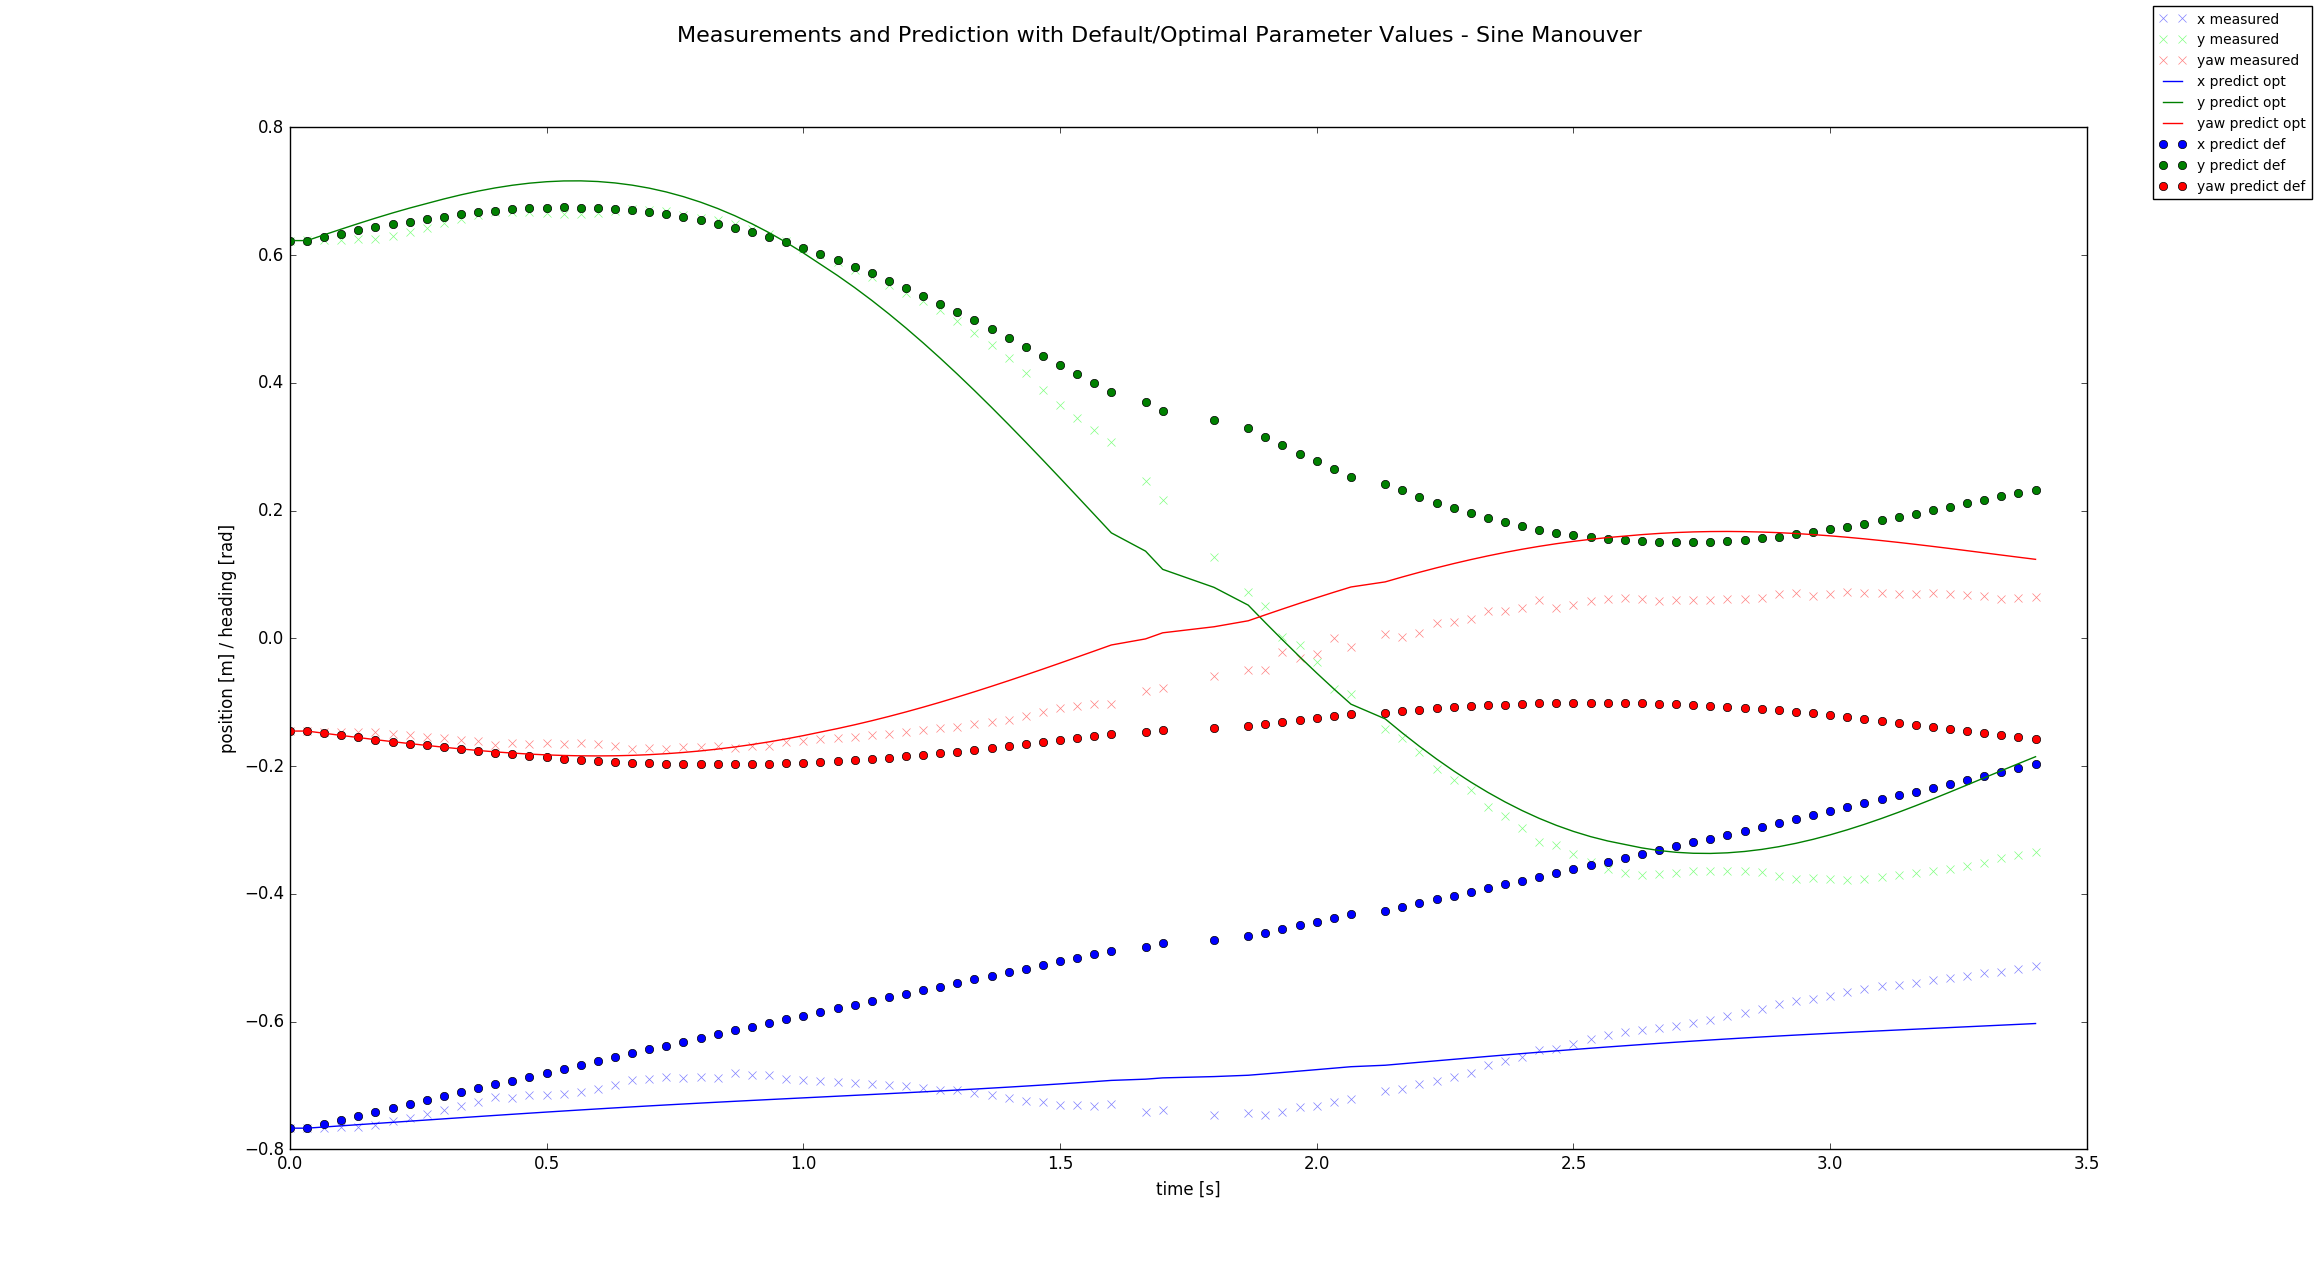 Measurements and Prediction with Default/Optimal Parameter Values - Sine Manouver
x measured
y measured
yaw measured
x predict opt
y predict opt
yaw predict opt
x predict def
y predict def
yaw predict def
0.8
0.6
0.4
0.2
0.0
−0.2
−0.4
−0.6
−0.8
position [m] / heading [rad]
0.0 0.5 1.0 1.5 2.0 2.5 3.0 3.5
time [s]